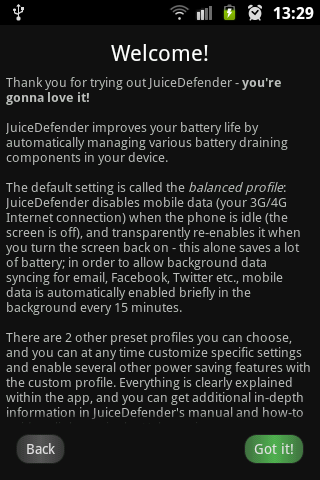 13:29
Welcome!
Thank you for trying out JuiceDefender - you're
gonna love it!
JuiceDefender improves your battery life by
automatically managing various battery draining
components in your device.
The default setting is called the balanced profile:
JuiceDefender disables mobile data (your 3G/4G
Internet connection) when the phone is idle (the
screen is off), and transparently re-enables it when
you turn the screen back on - this alone saves a lot
of battery; in order to allow background data
syncing for email, Facebook, Twitter etc., mobile
data is automatically enabled briefly in the
background every 15 minutes.
There are 2 other preset profiles you can choose,
and you can at any time customize specific settings
and enable several other power saving features with
the custom profile. Everything is clearly explained
within the app, and you can get additional in-depth
information in JuiceDefender's manual and how-to
Back
Got it!